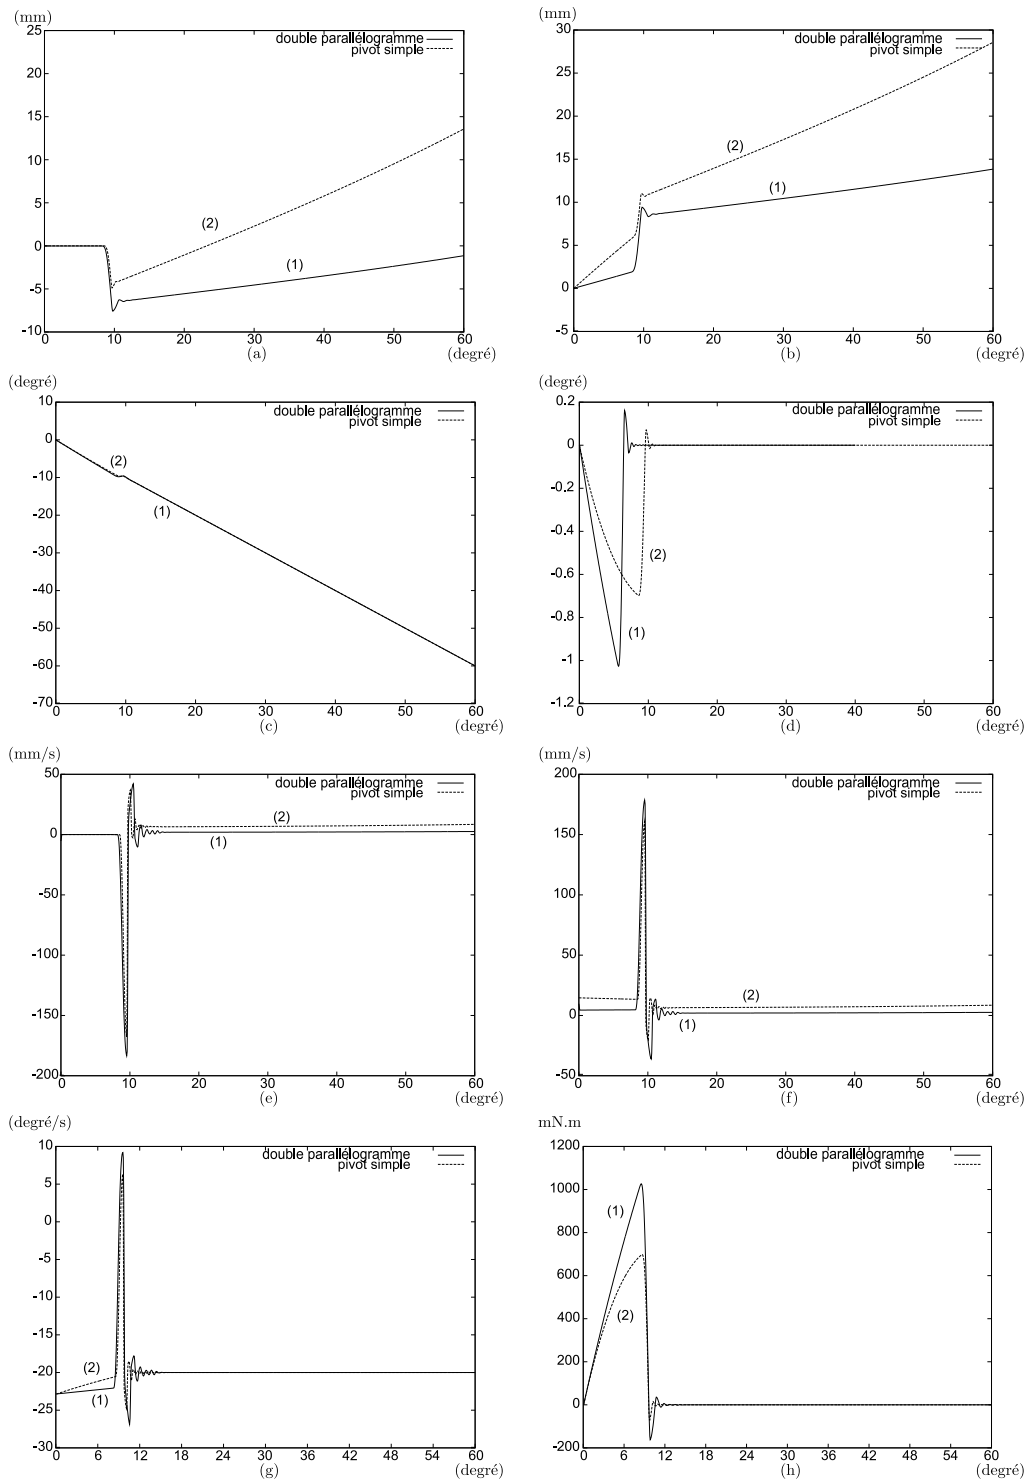 (mm)
25
20
15
10
5
0
-5
-10
0 10 20 30 40 50 60
double parallélogramme
pivot simple
(2)
(1)
(a)
(degré)
(mm)
30
25
20
15
10
5
0
-5
0 10 20 30 40 50 60
double parallélogramme
pivot simple
(2)
(1)
(b)
(degré)
(degré)
10
0
-10
-20
-30
-40
-50
-60
-70
0 10 20 30 40 50 60
double parallélogramme
pivot simple
(2)
(1)
(c)
(degré)
(degré)
0.2
0
-0.2
-0.4
-0.6
-0.8
-1
-1.2
0 10 20 30 40 50 60
double parallélogramme
pivot simple
(2)
(1)
(d)
(degré)
(mm/s)
50
0
-50
-100
-150
-200
0 10 20 30 40 50 60
double parallélogramme
pivot simple
(2)
(1)
(e)
(degré)
(mm/s)
200
150
100
50
0
-50
0 10 20 30 40 50 60
double parallélogramme
pivot simple
(2)
(1)
(f)
(degré)
(degré/s)
10
5
0
-5
-10
-15
-20
-25
-30
0 6 12 18 24 30 36 42 48 54 60
double parallélogramme
pivot simple
(2)
(1)
(g)
(degré)
mN.m
1200
1000
800
600
400
200
0
-200
0 6 12 18 24 30 36 42 48 54 60
double parallélogramme
pivot simple
(1)
(2)
(h)
(degré)